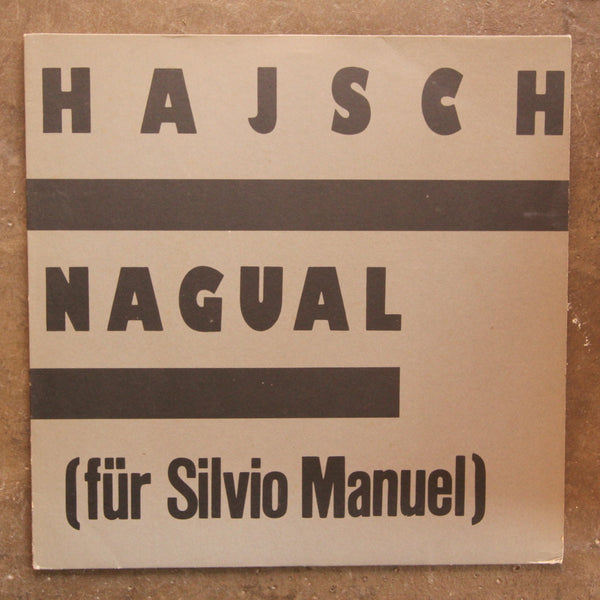 HAJSCH
NAGUAL
(für Silvio Manuel)